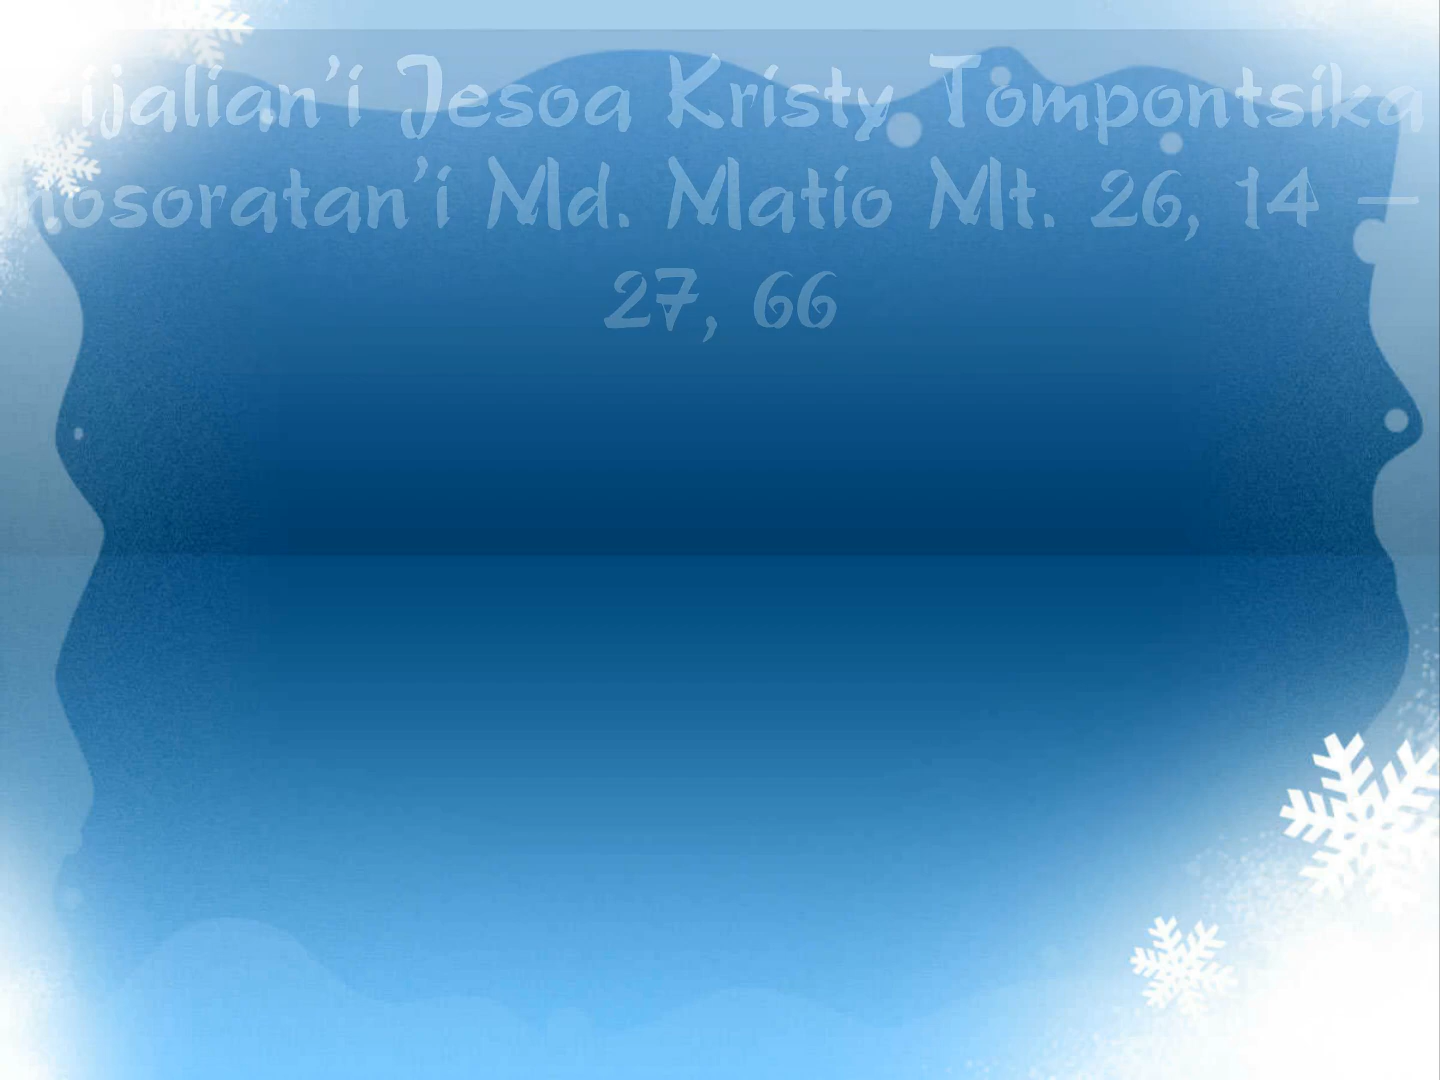 ijalian’i Jesoa Kristy Tompontsika
osoratan’i Md. Matio Mt. 26, 14 –
27, 66